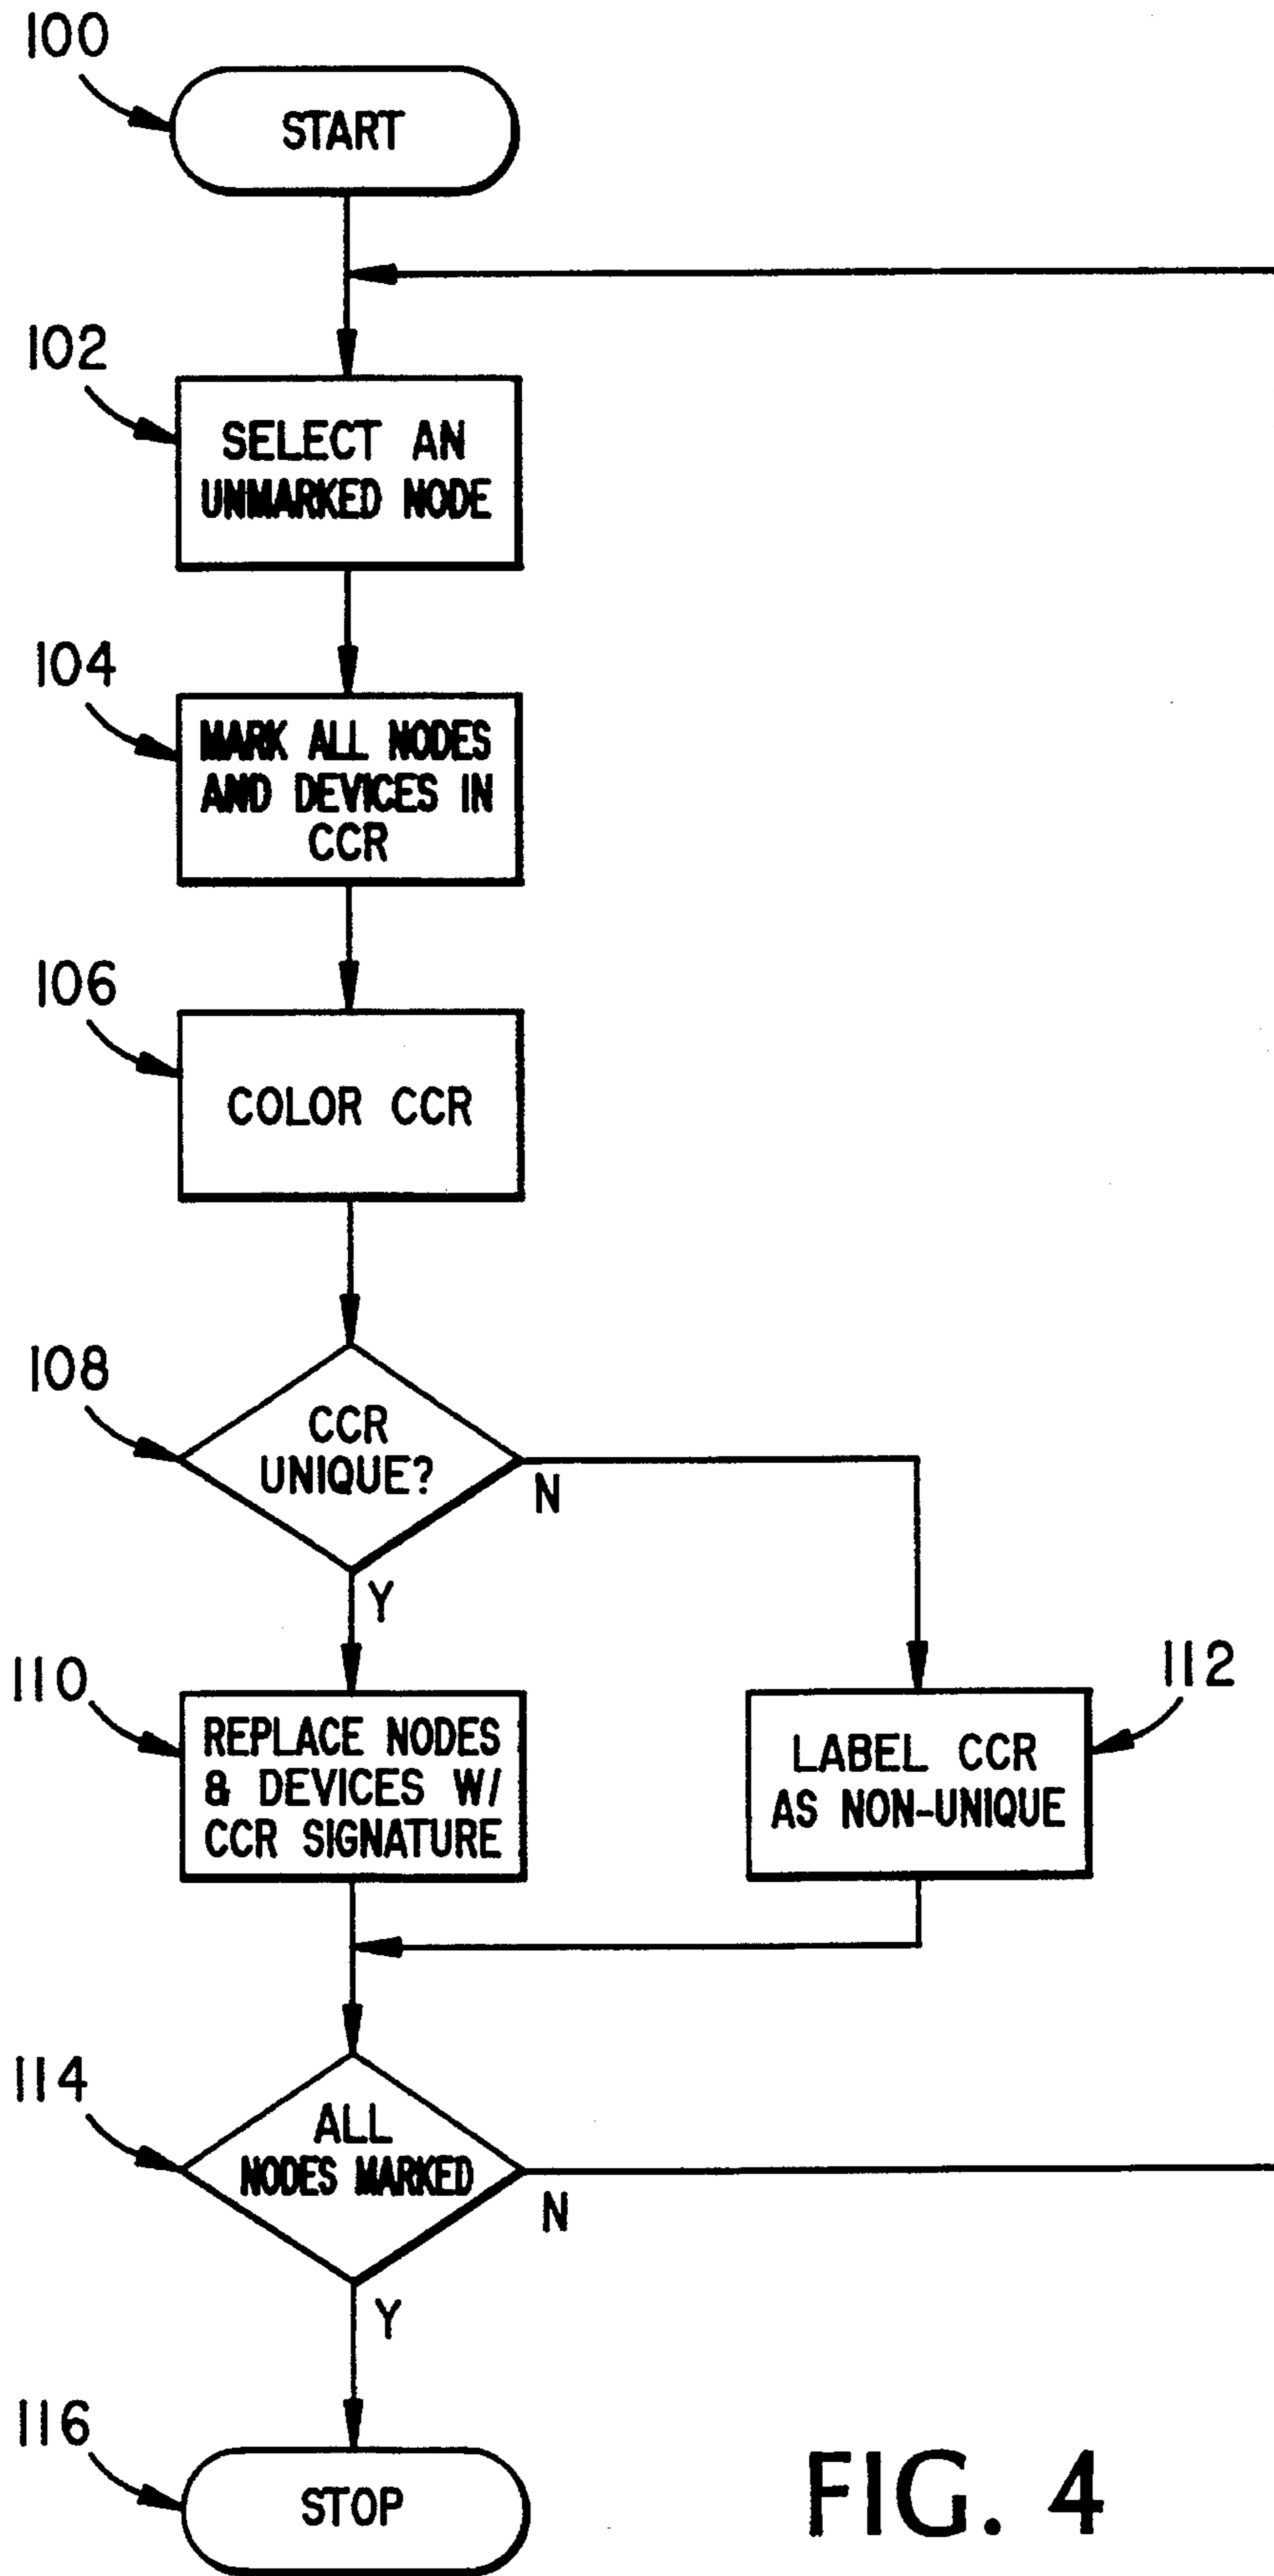 100
START
102
SELECT AN
UNMARKED NODE
104
MARK ALL NODES
AND DEVICES IN
CCR
106
COLOR CCR
108
CCR
UNIQUE?
N
Y
110
REPLACE NODES
& DEVICES W/
CCR SIGNATURE
112
LABEL CCR
AS NON-UNIQUE
114
ALL
NODES MARKED
N
Y
116
STOP
FIG. 4